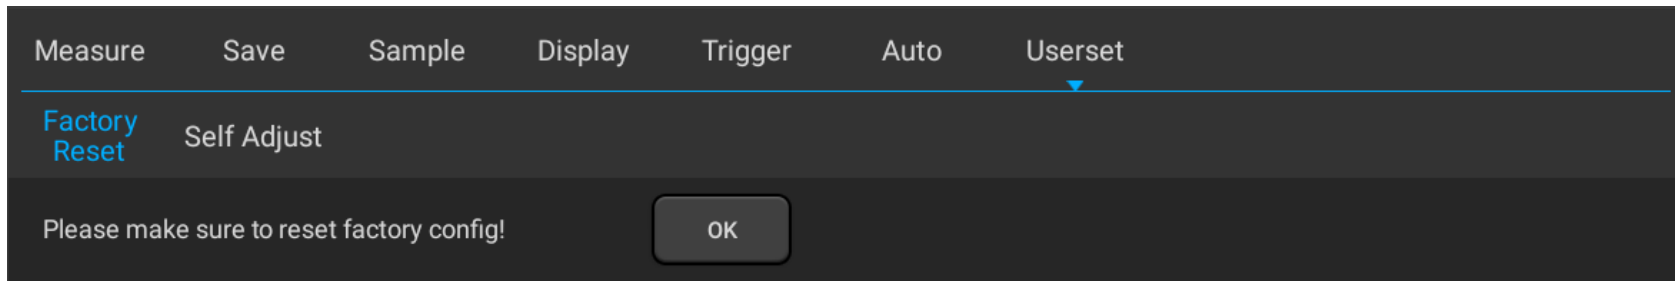 Measure Save Sample Display Trigger Auto Userset
Factory
Reset
Self Adjust
Please make sure to reset factory config!
OK